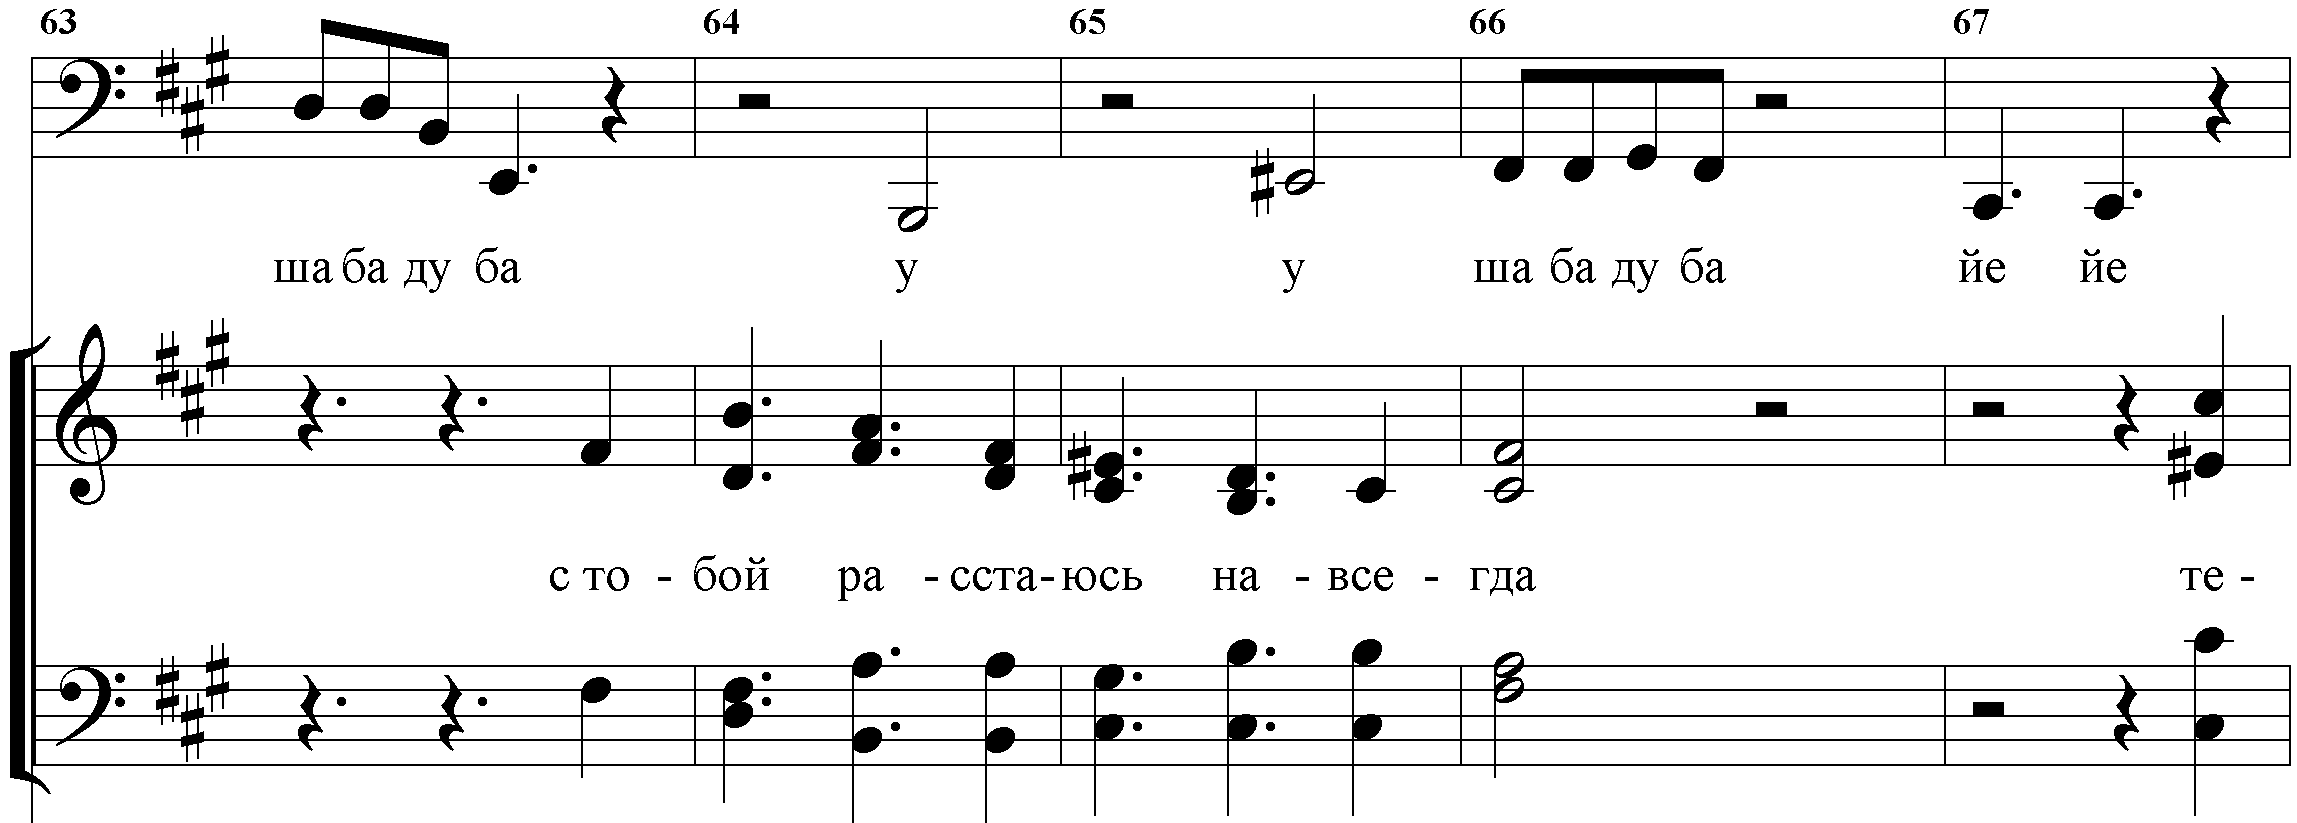 63 64 65 66 67
ша ба ду ба у у ша ба ду ба йе йе
с то - бой ра - сста- юсь на - все - гда те -